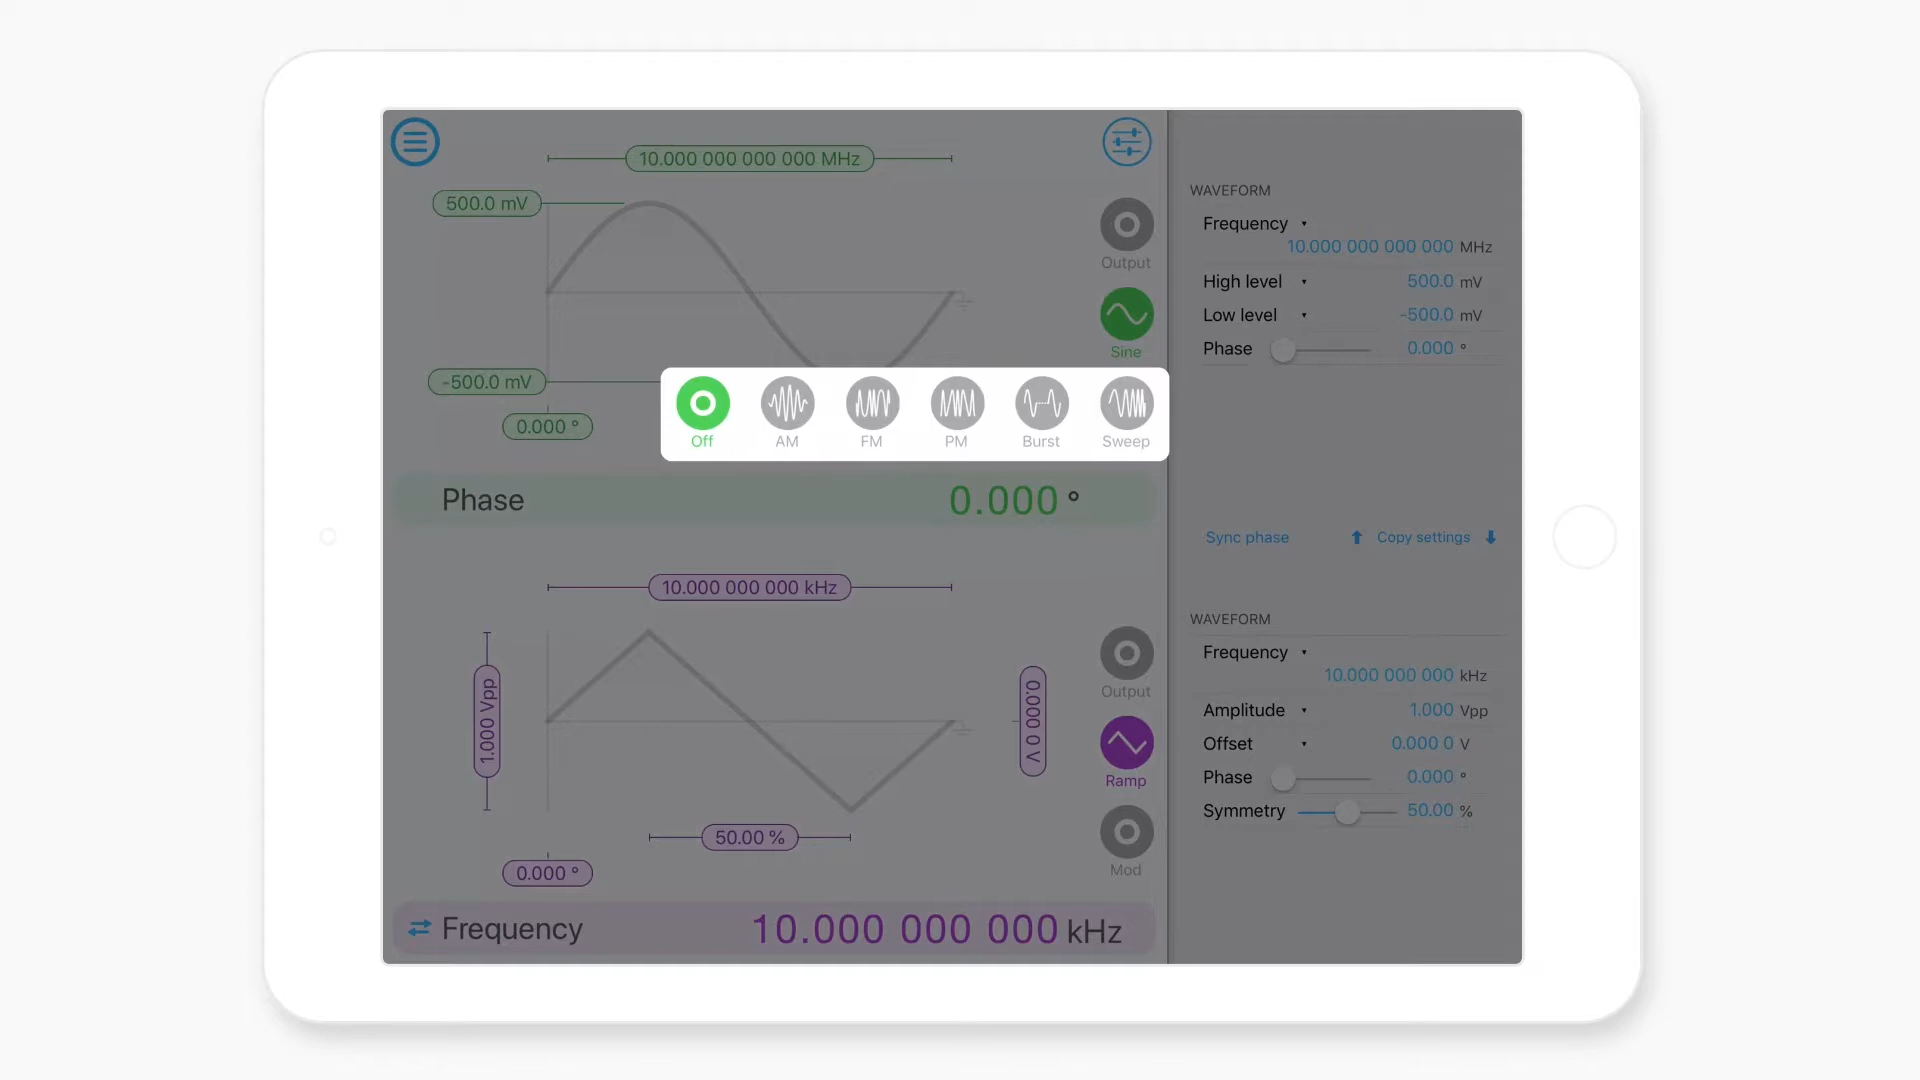 10.000 000 000 000 MHz
500.0 mV
-500.0 mV
0.000 °
Output
Sine
Off
AM
FM
PM
Burst
Sweep
Phase 0.000 °
10.000 000 000 kHz
1.000 Vpp
0.000 0 V
50.00 %
0.000 °
Output
Ramp
Mod
Frequency 10.000 000 000 kHz
WAVEFORM
Frequency
10.000 000 000 000 MHz
High level 500.0 mV
Low level -500.0 mV
Phase 0.000 °
Sync phase Copy settings
WAVEFORM
Frequency
10.000 000 000 kHz
Amplitude 1.000 Vpp
Offset 0.000 0 V
Phase 0.000 °
Symmetry 50.00 %